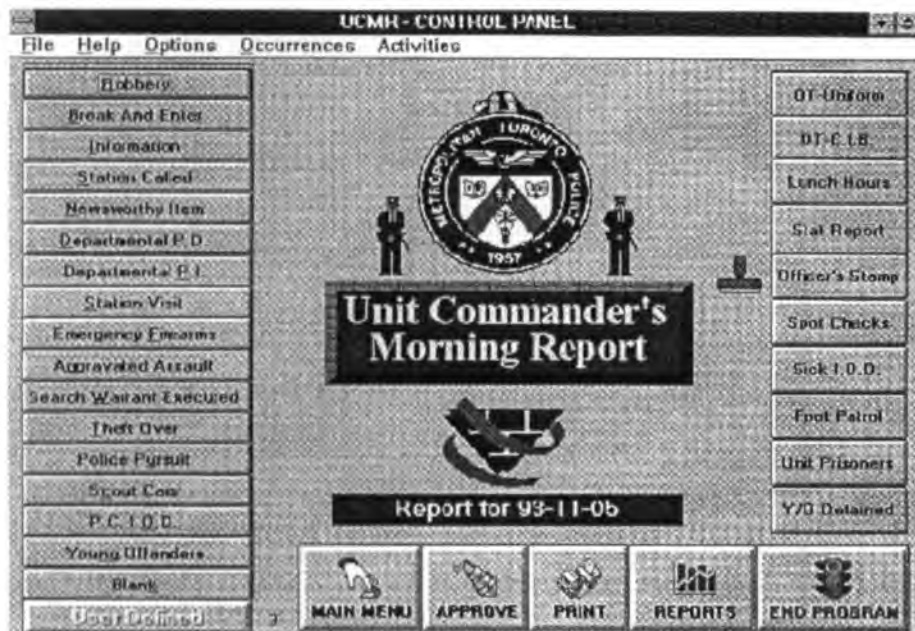 UCMR - CONTROL PANEL
File Help Options Occurrences Activities
Robbery
Break And Enter
Information
Station Called
Newsworthy Item
Departmental P.D.
Departmental P.I.
Station Visit
Emergency Firearms
Aggravated Assault
Search Warrant Executed
Theft Over
Police Pursuit
Scout Cars
P.C.I.O.D.
Young Offenders
Blank
User Defined
METROPOLITAN TORONTO POLICE
1957
Unit Commander's
Morning Report
Report for 93-11-05
OT-Uniform
OT-C.I.B.
Lunch Hours
Stat Report
Officer's Stamp
Spot Checks
Sick I.O.D.
Foot Patrol
Unit Prisoners
Y/O Detained
MAIN MENU
APPROVE
PRINT
REPORTS
END PROGRAM